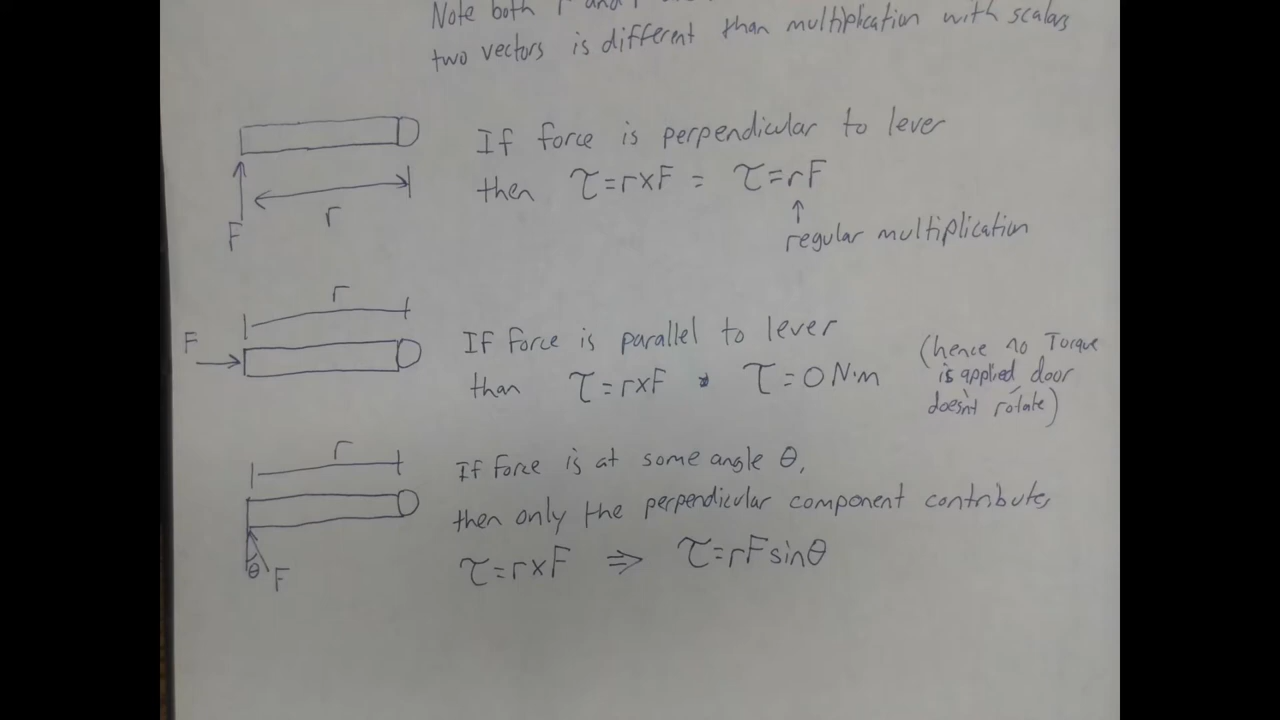 Note both
two vectors is different than multiplication with scalars
If force is perpendicular to lever
then τ=r×F = τ=rF
↑
regular multiplication
F
r
r
F
If force is parallel to lever
than τ=r×F τ=0 N·m
(hence no Torque
is applied door
doesn't rotate)
r
If force is at some angle θ,
then only the perpendicular component contributes
τ=r×F ⇒ τ=rFsinθ
θ F